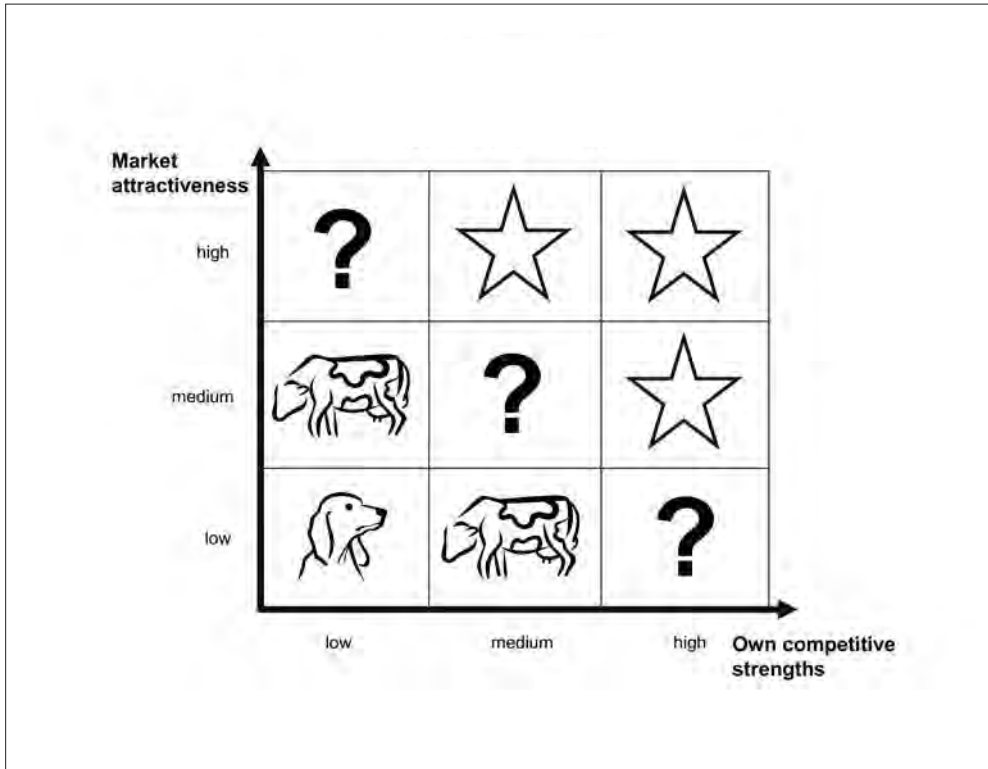 Market
attractiveness
high
?
medium
?
low
?
low
medium
high
Own competitive
strengths